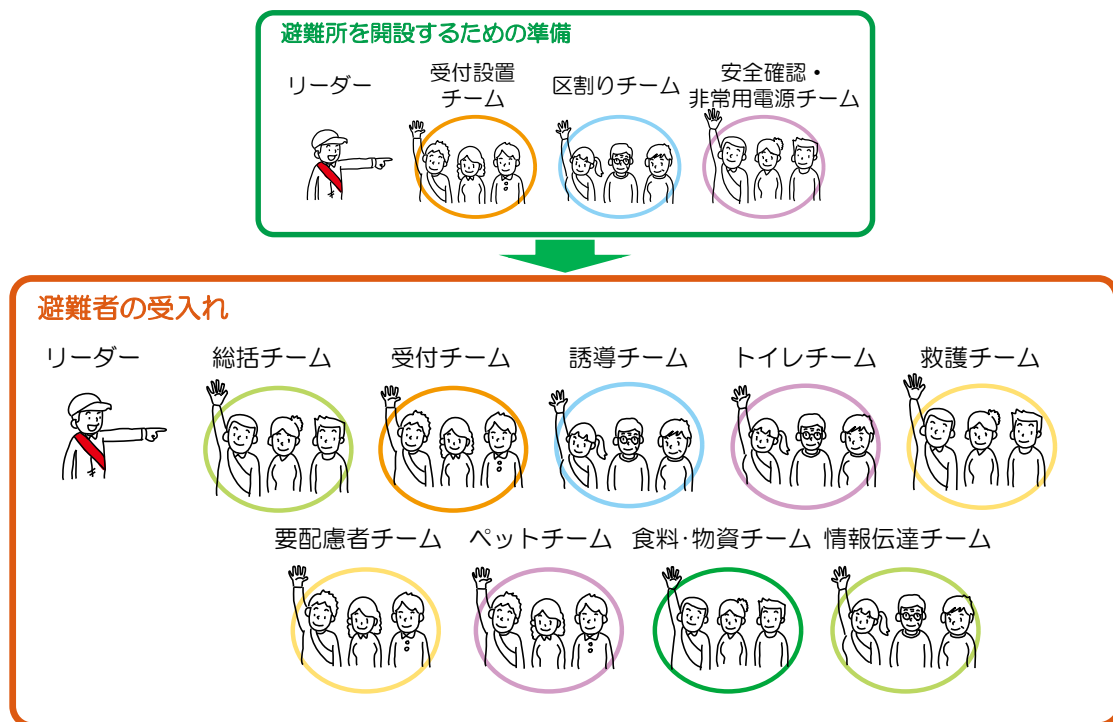 避難所を開設するための準備
リーダー
受付設置
チーム
区割りチーム
安全確認・
非常用電源チーム
避難者の受入れ
リーダー
総括チーム
受付チーム
誘導チーム
トイレチーム
救護チーム
要配慮者チーム
ペットチーム
食料・物資チーム
情報伝達チーム